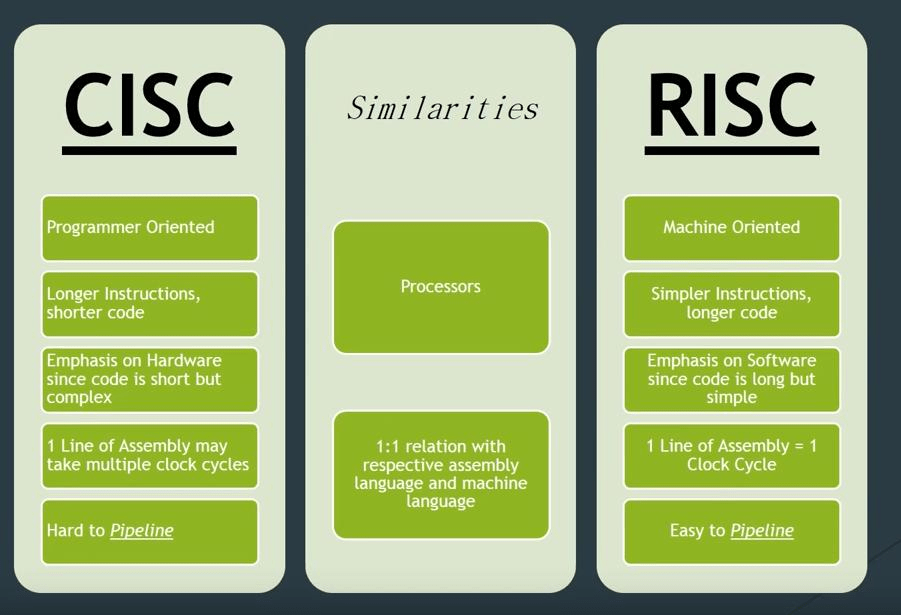 CISC
Programmer Oriented
Longer Instructions,
shorter code
Emphasis on Hardware
since code is short but
complex
1 Line of Assembly may
take multiple clock cycles
Hard to Pipeline
Similarities
Processors
1:1 relation with
respective assembly
language and machine
language
RISC
Machine Oriented
Simpler Instructions,
longer code
Emphasis on Software
since code is long but
simple
1 Line of Assembly = 1
Clock Cycle
Easy to Pipeline